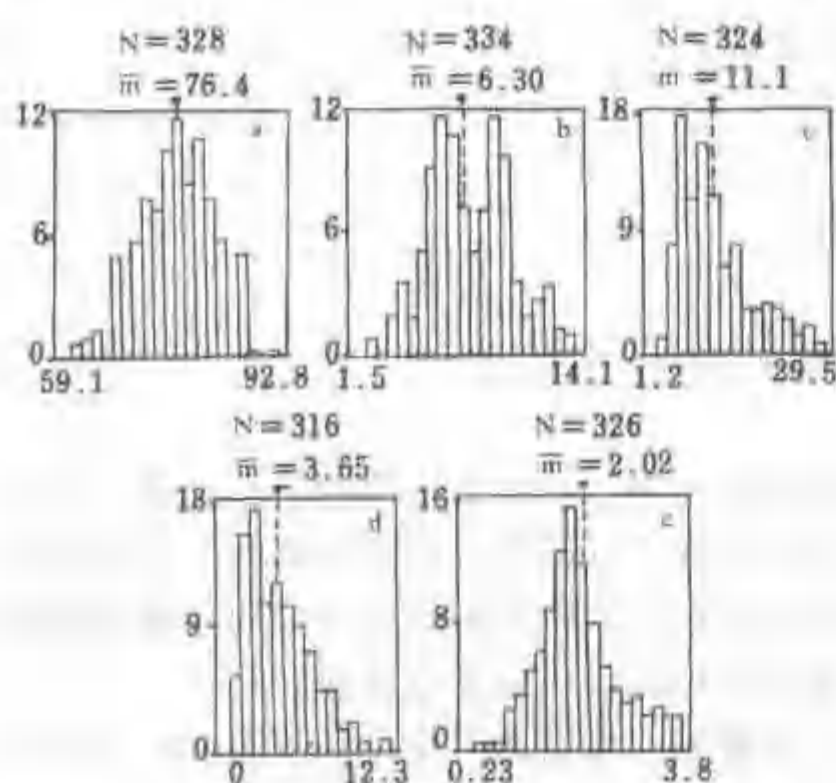 N=328
m̅=76.4
N=334
m̅=6.30
N=324
m=11.1
12
6
0
a
59.1
92.8
12
6
0
b
1.5
14.1
18
9
0
c
1.2
29.5
N=316
m̅=3.65
N=326
m̅=2.02
18
9
0
d
0
12.3
16
8
0
e
0.23
3.8